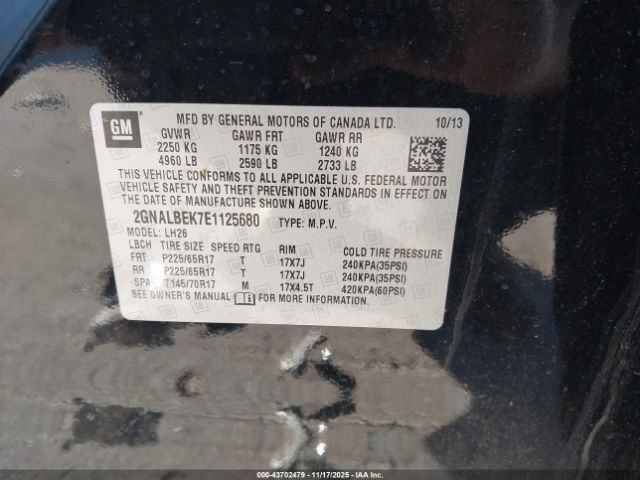 GM
MFD BY GENERAL MOTORS OF CANADA LTD. 10/13
GVWR GAWR FRT GAWR RR
2250 KG 1175 KG 1240 KG
4960 LB 2590 LB 2733 LB
THIS VEHICLE CONFORMS TO ALL APPLICABLE U.S. FEDERAL MOTOR
VEHICLE SAFETY AND THEFT PREVENTION STANDARDS IN EFFECT ON
THE DATE OF MANUFACTURE SHOWN ABOVE.
2GNALBEK7E1125680 TYPE: M.P.V.
MODEL: LH26
LBCH TIRE SIZE SPEED RTG RIM COLD TIRE PRESSURE
FRT P225/65R17 T 17X7J 240KPA(35PSI)
RR P225/65R17 T 17X7J 240KPA(35PSI)
SPA T145/70R17 M 17X4.5T 420KPA(60PSI)
SEE OWNER'S MANUAL FOR MORE INFORMATION.
000-43702479 — 11/17/2025 - IAAI.COM